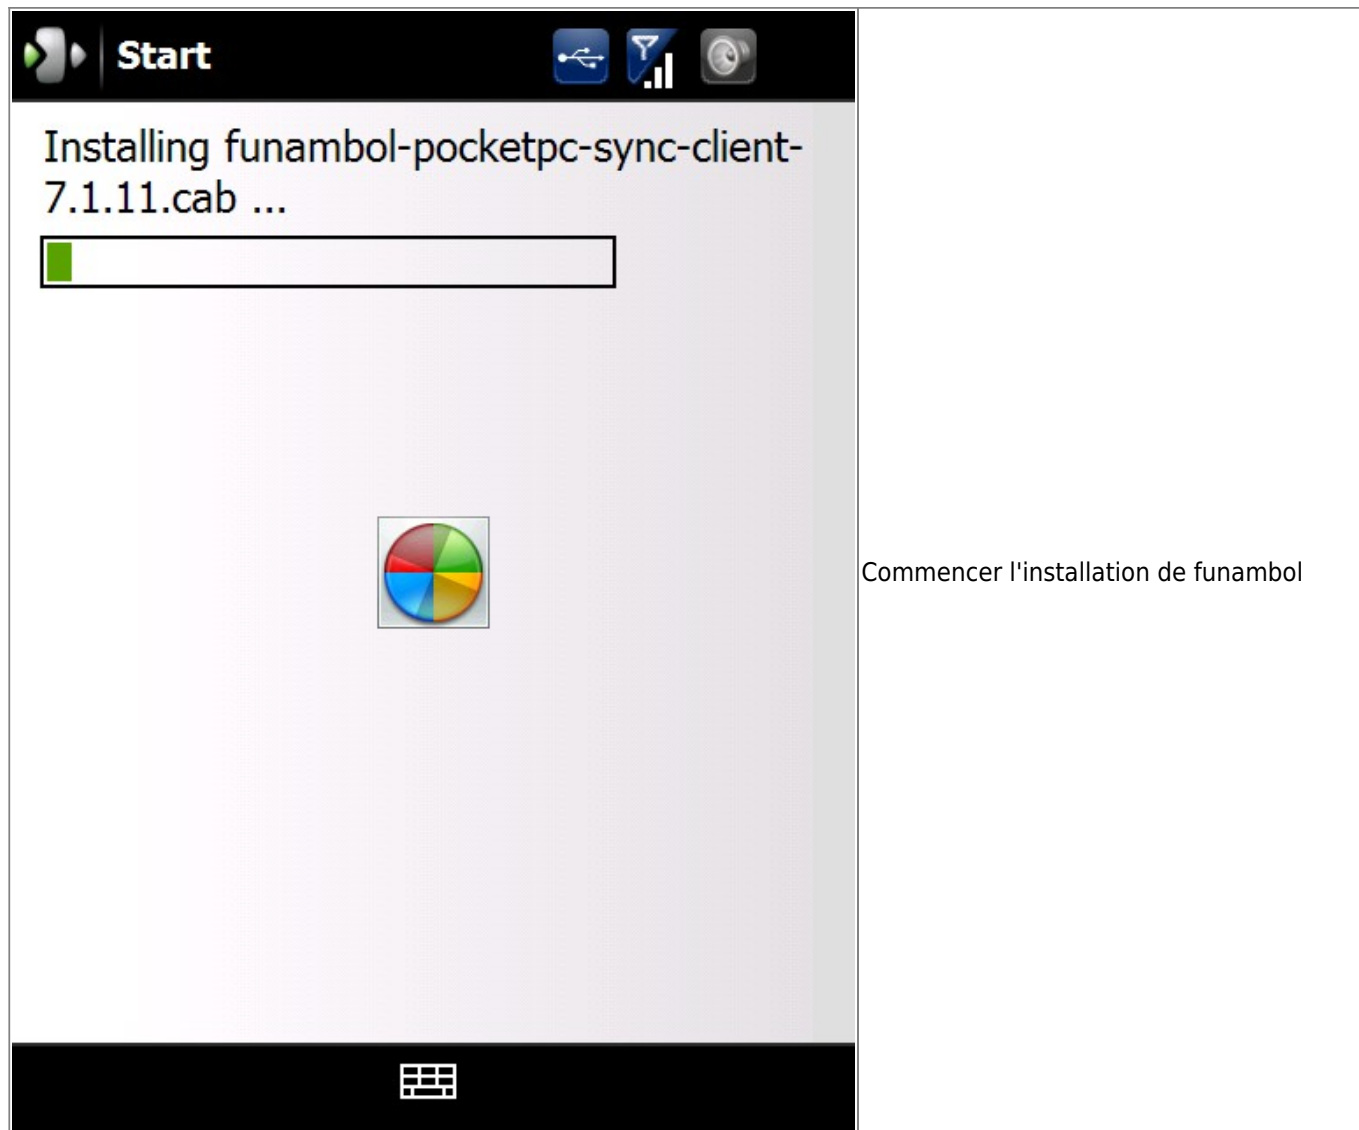 Start
Installing funambol-pocketpc-sync-client-
7.1.11.cab ...
Commencer l'installation de funambol